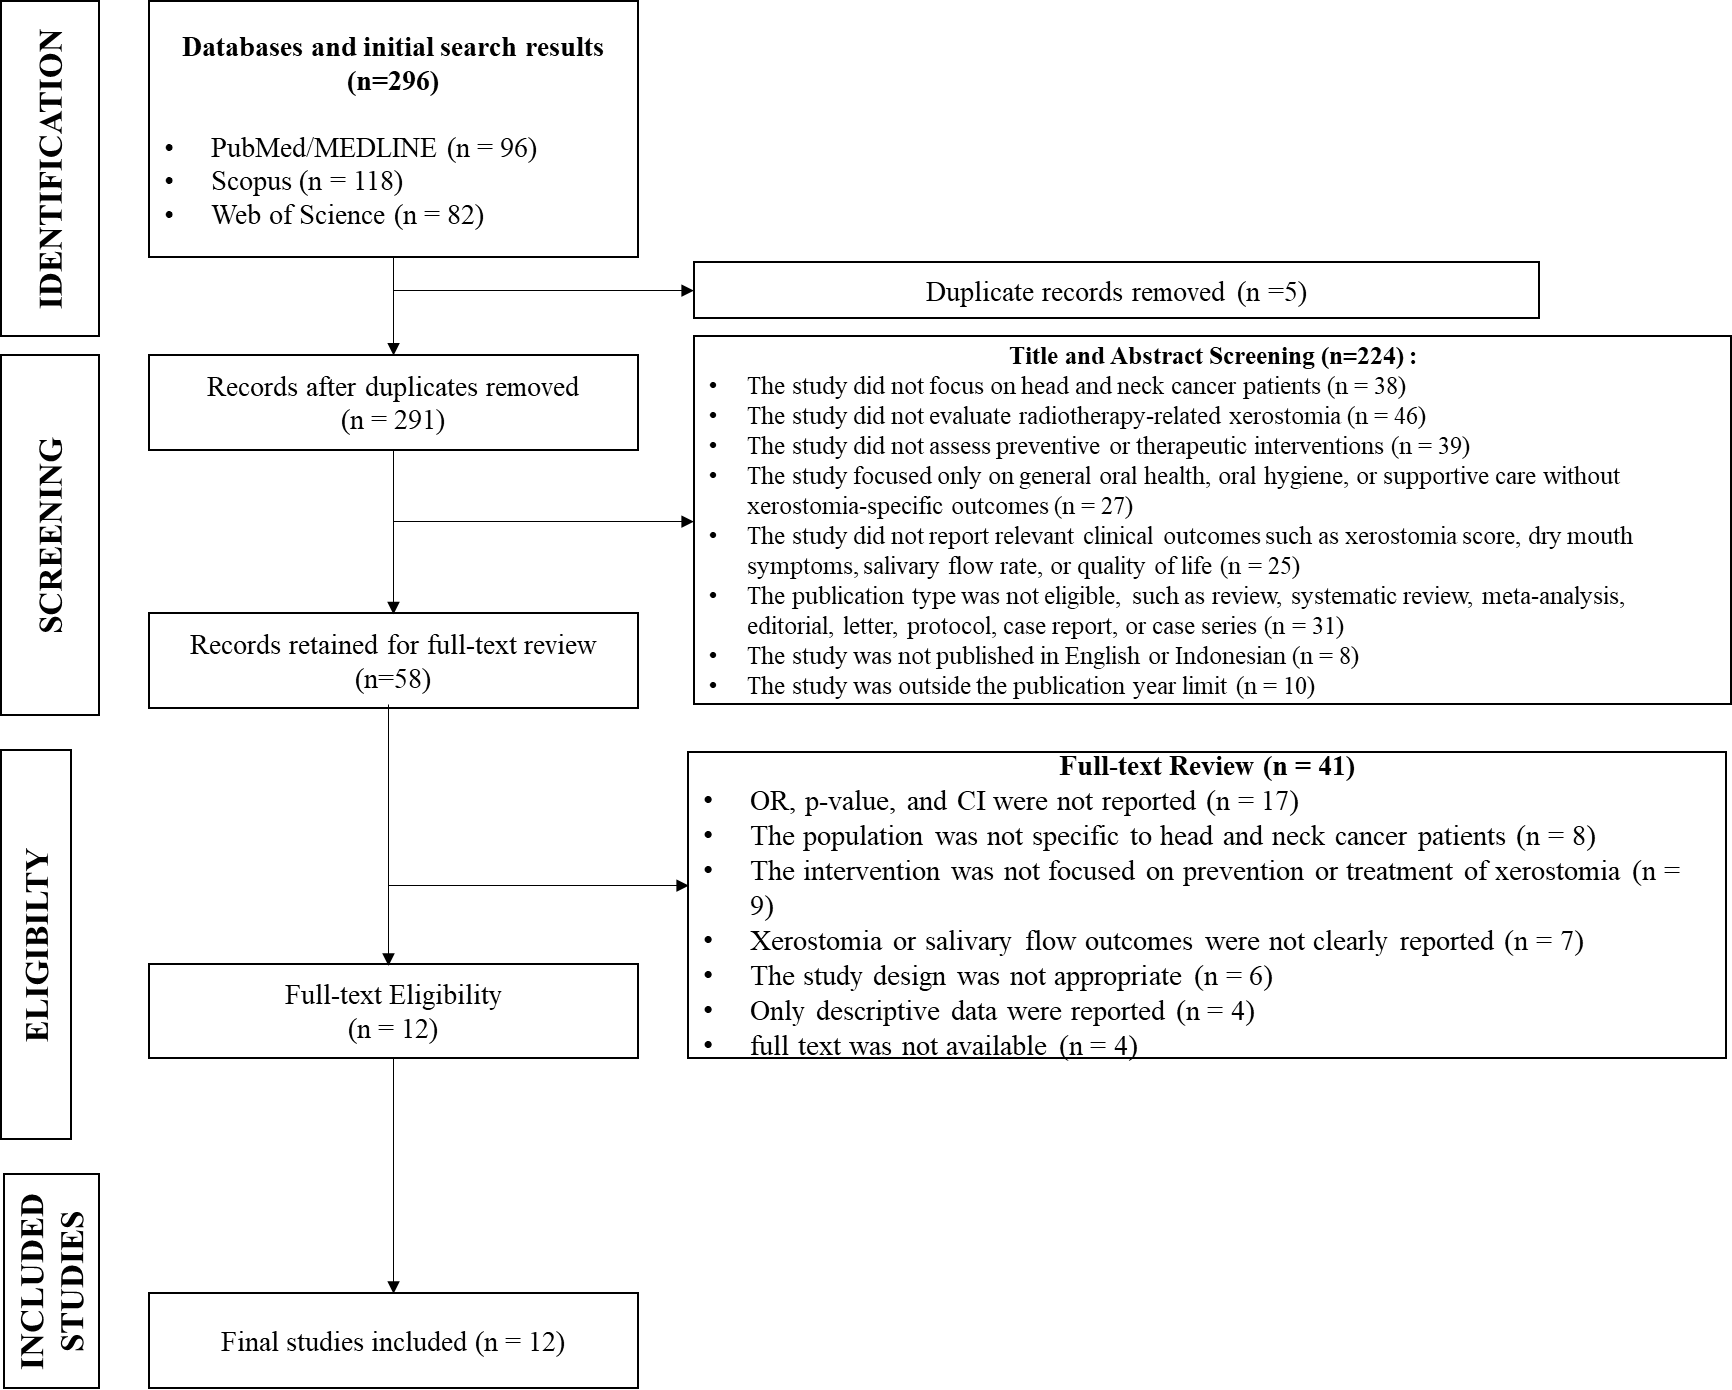 IDENTIFICATION
Databases and initial search results
(n=296)
• PubMed/MEDLINE (n = 96)
• Scopus (n = 118)
• Web of Science (n = 82)
Duplicate records removed (n =5)
SCREENING
Records after duplicates removed
(n = 291)
Title and Abstract Screening (n=224) :
• The study did not focus on head and neck cancer patients (n = 38)
• The study did not evaluate radiotherapy-related xerostomia (n = 46)
• The study did not assess preventive or therapeutic interventions (n = 39)
• The study focused only on general oral health, oral hygiene, or supportive care without
xerostomia-specific outcomes (n = 27)
• The study did not report relevant clinical outcomes such as xerostomia score, dry mouth
symptoms, salivary flow rate, or quality of life (n = 25)
• The publication type was not eligible, such as review, systematic review, meta-analysis,
editorial, letter, protocol, case report, or case series (n = 31)
• The study was not published in English or Indonesian (n = 8)
• The study was outside the publication year limit (n = 10)
Records retained for full-text review
(n=58)
ELIGIBILTY
Full-text Review (n = 41)
• OR, p-value, and CI were not reported (n = 17)
• The population was not specific to head and neck cancer patients (n = 8)
• The intervention was not focused on prevention or treatment of xerostomia (n =
9)
• Xerostomia or salivary flow outcomes were not clearly reported (n = 7)
• The study design was not appropriate (n = 6)
• Only descriptive data were reported (n = 4)
• full text was not available (n = 4)
Full-text Eligibility
(n = 12)
INCLUDED
STUDIES
Final studies included (n = 12)